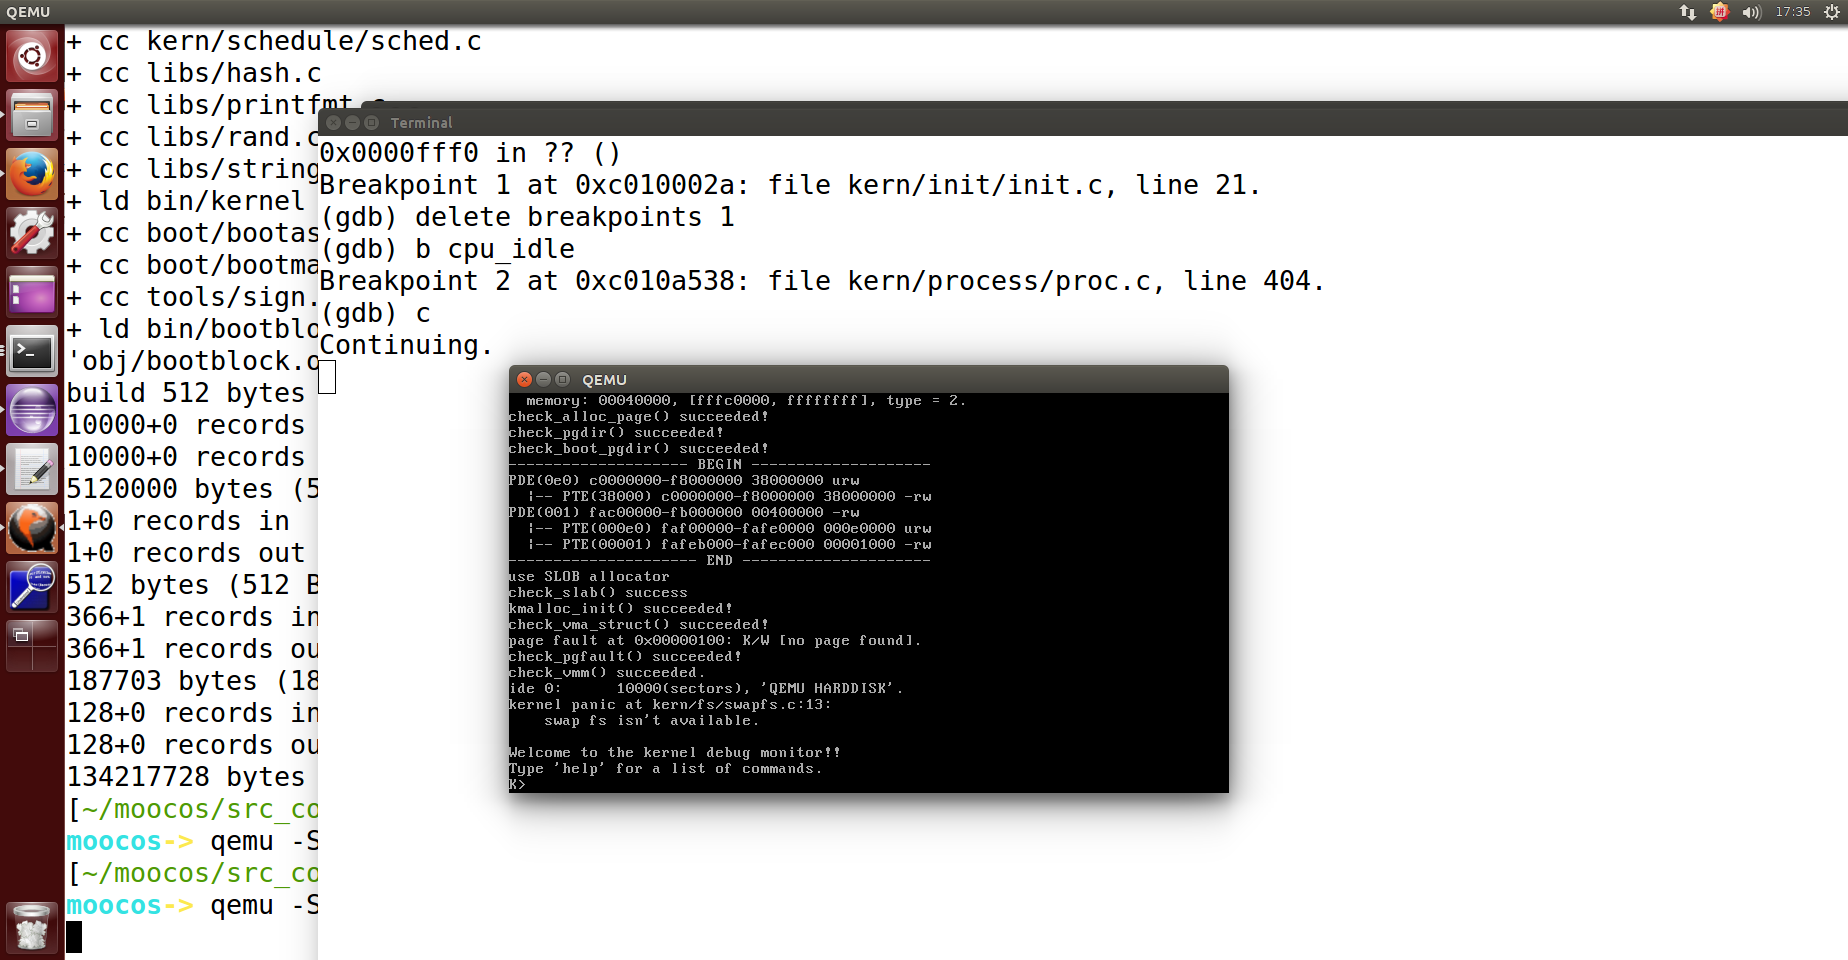 QEMU
17:35
+ cc kern/schedule/sched.c
+ cc libs/hash.c
+ cc libs/printfmt.c
+ cc libs/rand.c
+ cc libs/string
+ ld bin/kernel
+ cc boot/bootas
+ cc boot/bootma
+ cc tools/sign.
+ ld bin/bootblo
'obj/bootblock.o
build 512 bytes
10000+0 records
10000+0 records
5120000 bytes (5
1+0 records in
1+0 records out
512 bytes (512 B
366+1 records in
366+1 records ou
187703 bytes (18
128+0 records in
128+0 records ou
134217728 bytes
[~/moocos/src_co
moocos-> qemu -S
[~/moocos/src_co
moocos-> qemu -S
Terminal
0x0000fff0 in ?? ()
Breakpoint 1 at 0xc010002a: file kern/init/init.c, line 21.
(gdb) delete breakpoints 1
(gdb) b cpu_idle
Breakpoint 2 at 0xc010a538: file kern/process/proc.c, line 404.
(gdb) c
Continuing.
QEMU
  memory: 00040000, [fffc0000, ffffffff], type = 2.
check_alloc_page() succeeded!
check_pgdir() succeeded!
check_boot_pgdir() succeeded!
-------------------- BEGIN --------------------
PDE(0e0) c0000000-f8000000 38000000 urw
  |-- PTE(38000) c0000000-f8000000 38000000 -rw
PDE(001) fac00000-fb000000 00400000 -rw
  |-- PTE(000e0) faf00000-fafe0000 000e0000 urw
  |-- PTE(00001) fafeb000-fafec000 00001000 -rw
--------------------- END ---------------------
use SLOB allocator
check_slab() success
kmalloc_init() succeeded!
check_vma_struct() succeeded!
page fault at 0x00000100: K/W [no page found].
check_pgfault() succeeded!
check_vmm() succeeded.
ide 0:      10000(sectors), 'QEMU HARDDISK'.
kernel panic at kern/fs/swapfs.c:13:
    swap fs isn't available.
Welcome to the kernel debug monitor!!
Type 'help' for a list of commands.
K>